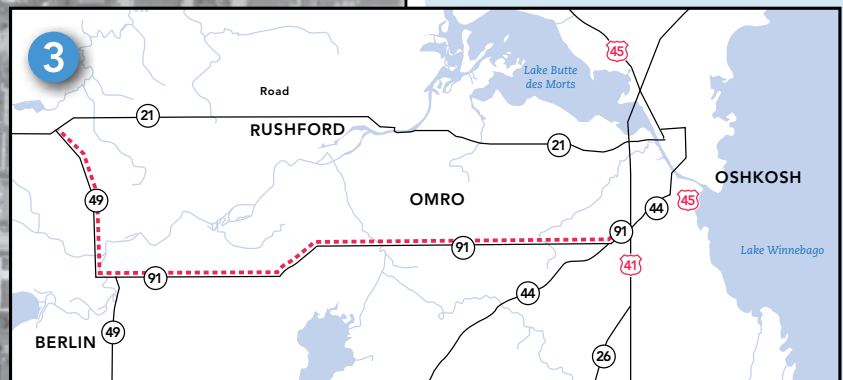 3
45
Lake Butte
des Morts
Road
21
RUSHFORD
21
OSHKOSH
49
OMRO
45
44
91
91
Lake Winnebago
41
91
44
49
BERLIN
26